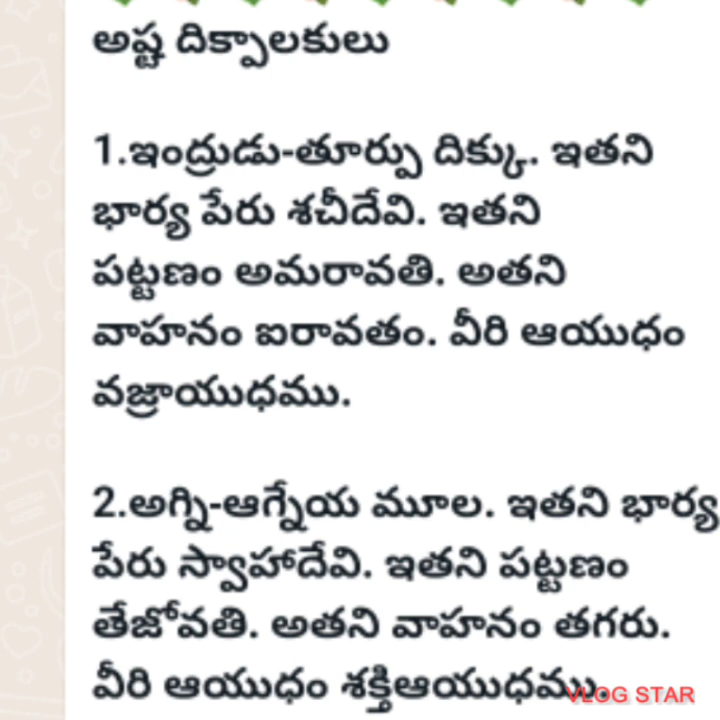 అష్ట దిక్పాలకులు
1.ఇంద్రుడు-తూర్పు దిక్కు. ఇతని
భార్య పేరు శచీదేవి. ఇతని
పట్టణం అమరావతి. అతని
వాహనం ఐరావతం. వీరి ఆయుధం
వజ్రాయుధము.
2.అగ్ని-ఆగ్నేయ మూల. ఇతని భార్య
పేరు స్వాహాదేవి. ఇతని పట్టణం
తేజోవతి. అతని వాహనం తగరు.
వీరి ఆయుధం శక్తిఆయుధము.
VLOG STAR